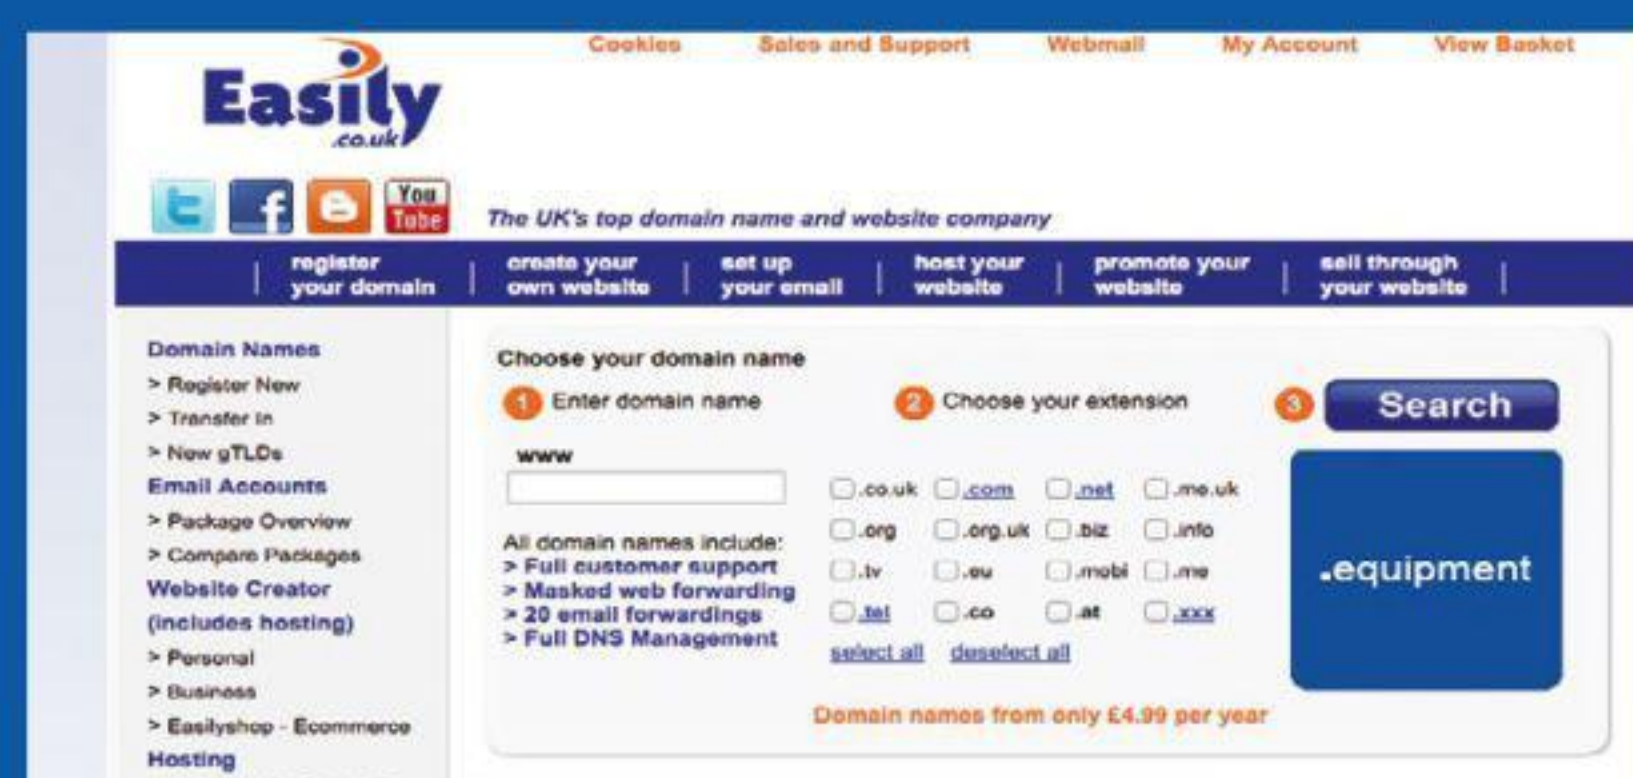 Cookies Sales and Support Webmail My Account View Basket
Easily
.co.uk
You
Tube
The UK's top domain name and website company
register
your domain
create your
own website
set up
your email
host your
website
promote your
website
sell through
your website
Domain Names
> Register New
> Transfer In
> New gTLDs
Email Accounts
> Package Overview
> Compare Packages
Website Creator
(includes hosting)
> Personal
> Business
> Easilyshop - Ecommerce
Hosting
Choose your domain name
1 Enter domain name
2 Choose your extension
3 Search
www
All domain names include:
> Full customer support
> Masked web forwarding
> 20 email forwardings
> Full DNS Management
.co.uk .com .net .me.uk
.org .org.uk .biz .info
.tv .eu .mobi .me
.tel .co .at .xxx
select all deselect all
.equipment
Domain names from only £4.99 per year